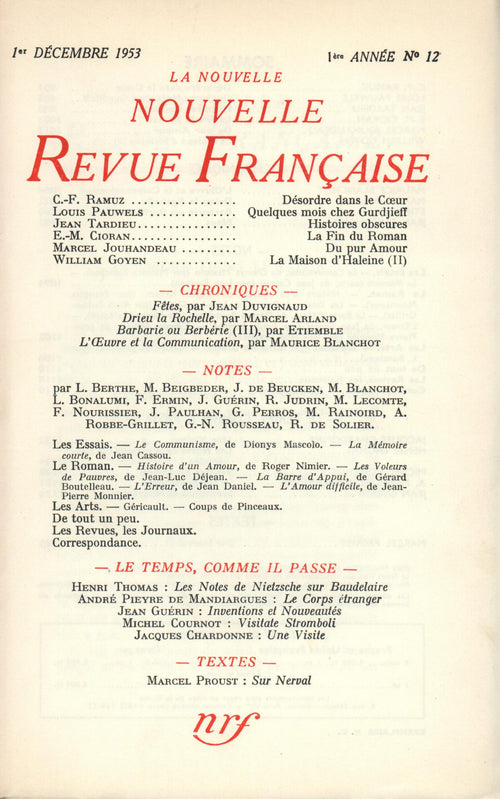 1er DÉCEMBRE 1953 1ère ANNÉE No 12
LA NOUVELLE
NOUVELLE
REVUE FRANÇAISE
C.-F. RAMUZ ................ Désordre dans le Cœur
LOUIS PAUWELS ............. Quelques mois chez Gurdjieff
JEAN TARDIEU............... Histoires obscures
E.-M. CIORAN................ La Fin du Roman
MARCEL JOUHANDEAU ....... Du pur Amour
WILLIAM GOYEN ............ La Maison d'Haleine (II)
— CHRONIQUES —
Fêtes, par JEAN DUVIGNAUD
Drieu la Rochelle, par MARCEL ARLAND
Barbarie ou Berbérie (III), par ETIEMBLE
L'Œuvre et la Communication, par MAURICE BLANCHOT
— NOTES —
par L. BERTHE, M. BEIGBEDER, J. DE BEUCKEN, M. BLANCHOT,
L. BONALUMI, F. ERMIN, J. GUÉRIN, R. JUDRIN, M. LECOMTE,
F. NOURISSIER, J. PAULHAN, G. PERROS, M. RAINOIRD, A.
ROBBE-GRILLET, G.-N. ROUSSEAU, R. DE SOLIER.
Les Essais. — Le Communisme, de Dionys Mascolo. — La Mémoire
courte, de Jean Cassou.
Le Roman. — Histoire d'un Amour, de Roger Nimier. — Les Voleurs
de Pauvres, de Jean-Luc Déjean. — La Barre d'Appui, de Gérard
Boutelleau. — L'Erreur, de Jean Daniel. — L'Amour difficile, de Jean-
Pierre Monnier.
Les Arts. — Géricault. — Coups de Pinceaux.
De tout un peu.
Les Revues, les Journaux.
Correspondance.
— LE TEMPS, COMME IL PASSE —
HENRI THOMAS : Les Notes de Nietzsche sur Baudelaire
ANDRÉ PIEYRE DE MANDIARGUES : Le Corps étranger
JEAN GUÉRIN : Inventions et Nouveautés
MICHEL COURNOT : Visitate Stromboli
JACQUES CHARDONNE : Une Visite
— TEXTES —
MARCEL PROUST : Sur Nerval
nrf